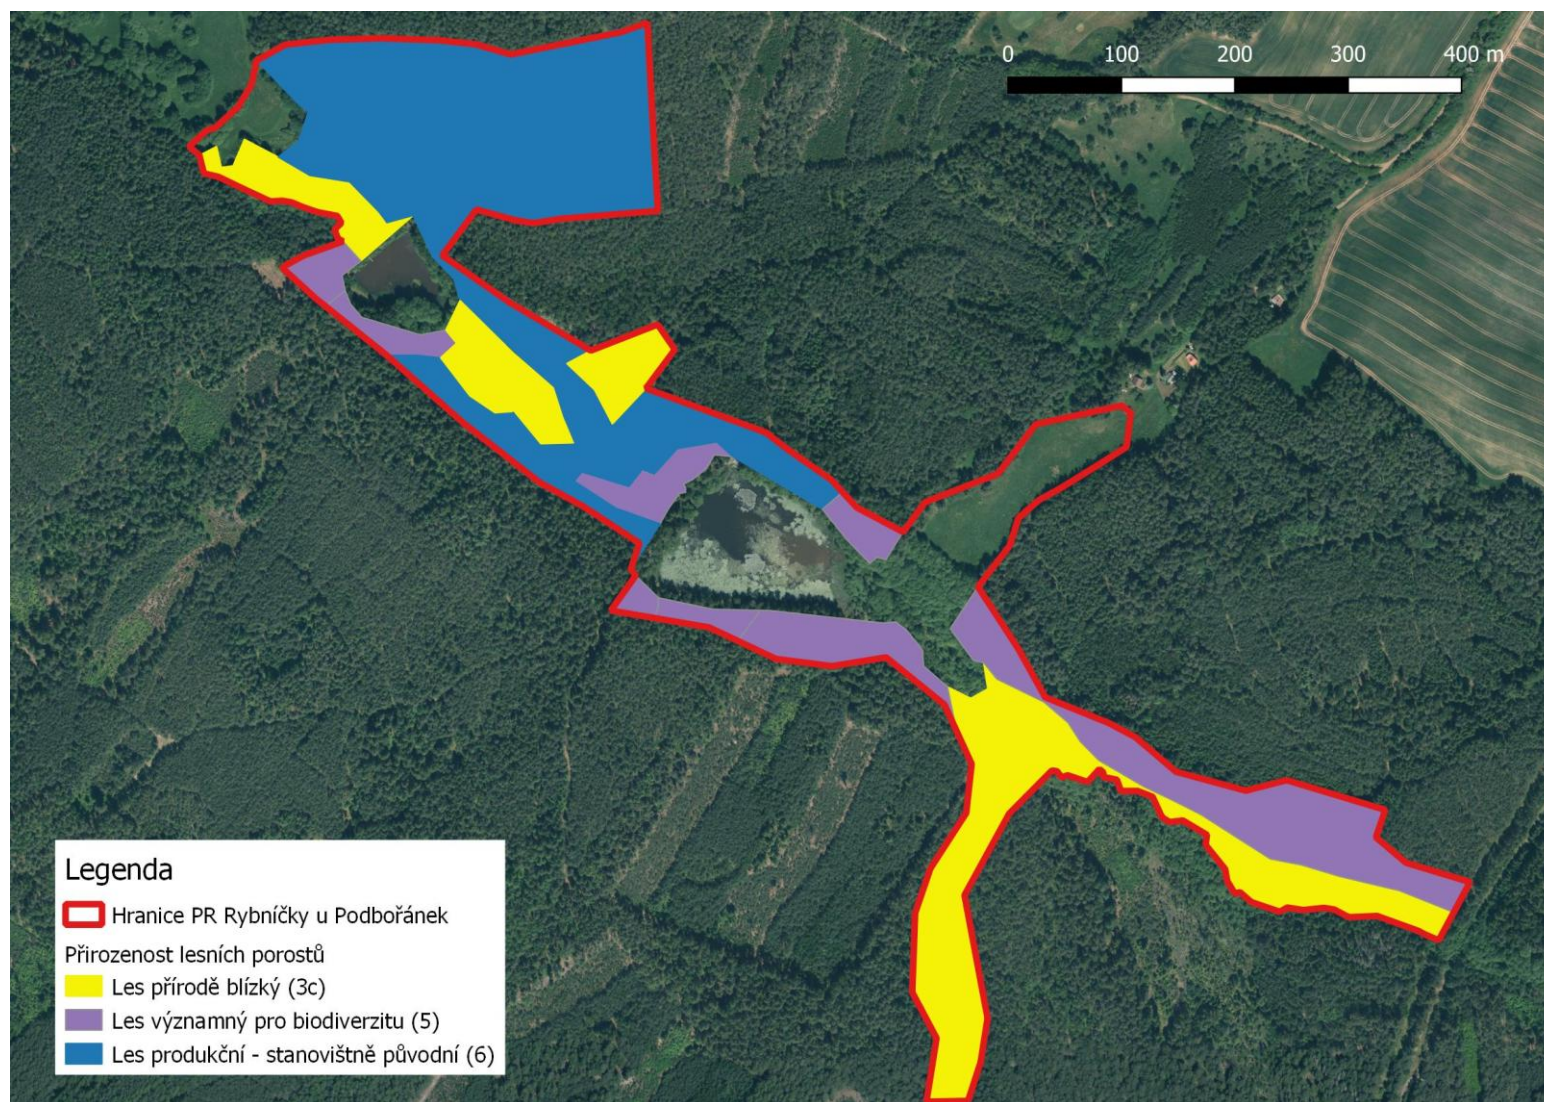 0 100 200 300 400 m
Legenda
Hranice PR Rybníčky u Podbořánek
Přirozenost lesních porostů
Les přírodě blízký (3c)
Les významný pro biodiverzitu (5)
Les produkční - stanovištně původní (6)